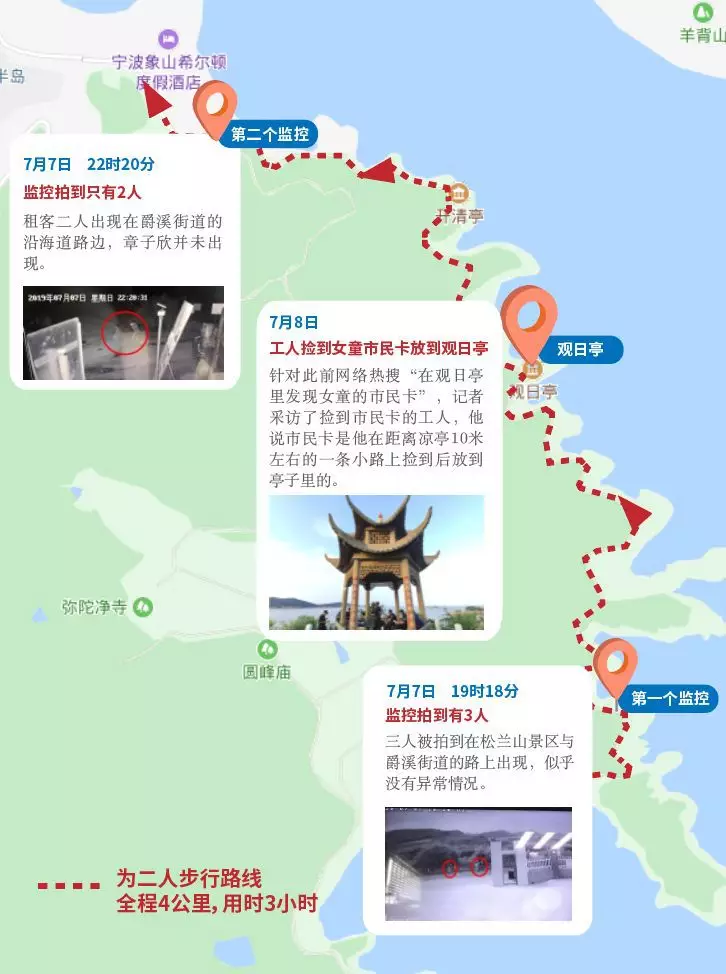 羊背山
半岛
宁波象山希尔顿
度假酒店
第二个监控
7月7日 22时20分
监控拍到只有2人
租客二人出现在爵溪街道的
沿海道路边，章子欣并未出
现。
2019年07月07日 星期日 22:20:31
开清亭
7月8日
工人捡到女童市民卡放到观日亭
针对此前网络热搜“在观日亭
里发现女童的市民卡”，记者
采访了捡到市民卡的工人，他
说市民卡是他在距离凉亭10米
左右的一条小路上捡到后放到
亭子里的。
观日亭
观日亭
弥陀净寺
圆峰庙
第一个监控
7月7日 19时18分
监控拍到有3人
三人被拍到在松兰山景区与
爵溪街道的路上出现，似乎
没有异常情况。
为二人步行路线
全程4公里，用时3小时